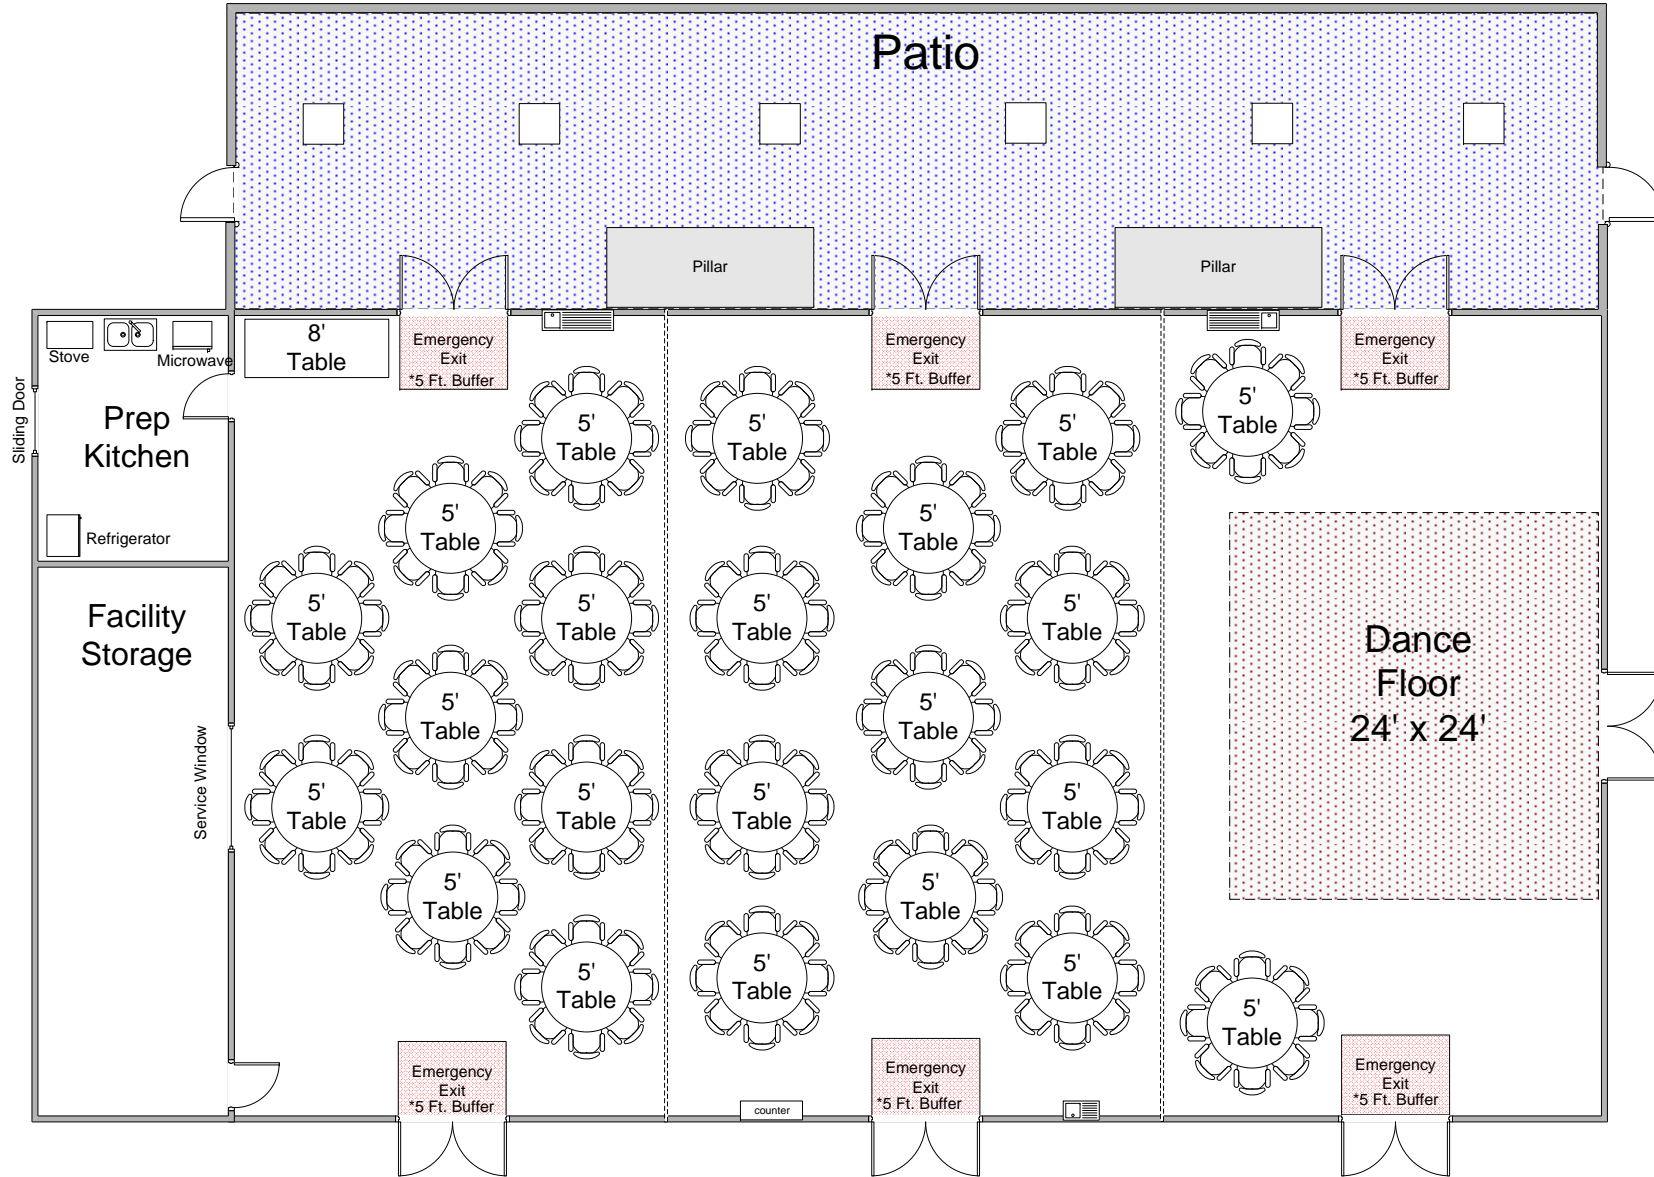 Patio
Pillar
Pillar
Stove
Microwave
8'
Table
Emergency
Exit
*5 Ft. Buffer
Emergency
Exit
*5 Ft. Buffer
Emergency
Exit
*5 Ft. Buffer
Sliding Door
Prep
Kitchen
Refrigerator
5'
Table
5'
Table
5'
Table
5'
Table
5'
Table
5'
Table
5'
Table
5'
Table
5'
Table
5'
Table
5'
Table
Facility
Storage
Dance
Floor
24' x 24'
5'
Table
5'
Table
Service Window
5'
Table
5'
Table
5'
Table
5'
Table
5'
Table
5'
Table
5'
Table
5'
Table
5'
Table
5'
Table
Emergency
Exit
*5 Ft. Buffer
Emergency
Exit
*5 Ft. Buffer
Emergency
Exit
*5 Ft. Buffer
counter